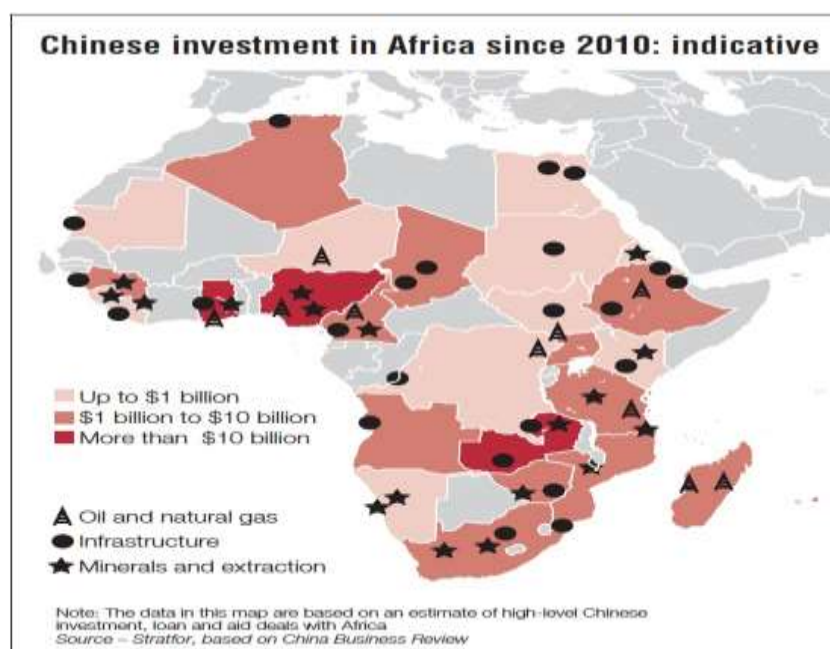 Chinese investment in Africa since 2010: indicative
Up to $1 billion
$1 billion to $10 billion
More than $10 billion
Oil and natural gas
Infrastructure
Minerals and extraction
Note: The data in this map are based on an estimate of high-level Chinese
investment, loan and aid deals with Africa
Source – Stratfor, based on China Business Review